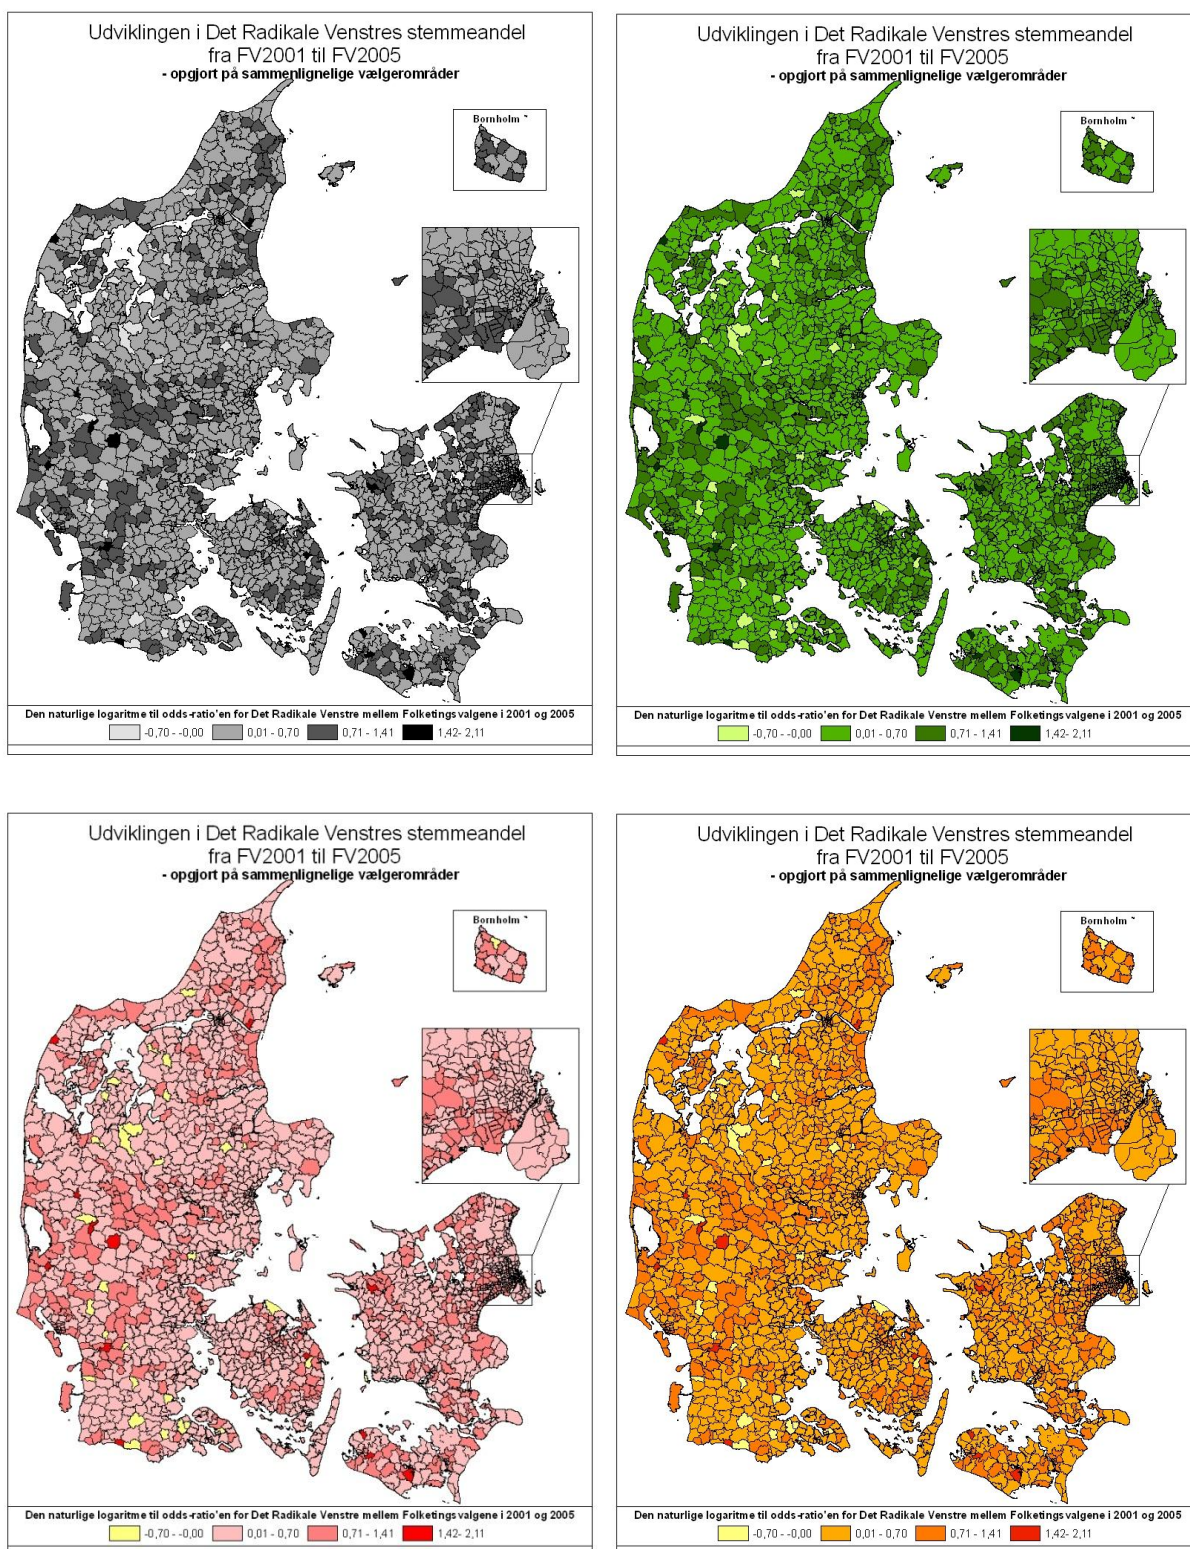 Udviklingen i Det Radikale Venstres stemmeandel
fra FV2001 til FV2005
- opgjort på sammenlignelige vælgerområder
Bornholm ~
Den naturlige logaritme til odds-ratio'en for Det Radikale Venstre mellem Folketingsvalgene i 2001 og 2005
-0,70 - -0,00 0,01 - 0,70 0,71 - 1,41 1,42- 2,11
Udviklingen i Det Radikale Venstres stemmeandel
fra FV2001 til FV2005
- opgjort på sammenlignelige vælgerområder
Bornholm ~
Den naturlige logaritme til odds-ratio'en for Det Radikale Venstre mellem Folketingsvalgene i 2001 og 2005
-0,70 - -0,00 0,01 - 0,70 0,71 - 1,41 1,42- 2,11
Udviklingen i Det Radikale Venstres stemmeandel
fra FV2001 til FV2005
- opgjort på sammenlignelige vælgerområder
Bornholm ~
Den naturlige logaritme til odds-ratio'en for Det Radikale Venstre mellem Folketingsvalgene i 2001 og 2005
-0,70 - -0,00 0,01 - 0,70 0,71 - 1,41 1,42- 2,11
Udviklingen i Det Radikale Venstres stemmeandel
fra FV2001 til FV2005
- opgjort på sammenlignelige vælgerområder
Bornholm ~
Den naturlige logaritme til odds-ratio'en for Det Radikale Venstre mellem Folketingsvalgene i 2001 og 2005
-0,70 - -0,00 0,01 - 0,70 0,71 - 1,41 1,42- 2,11